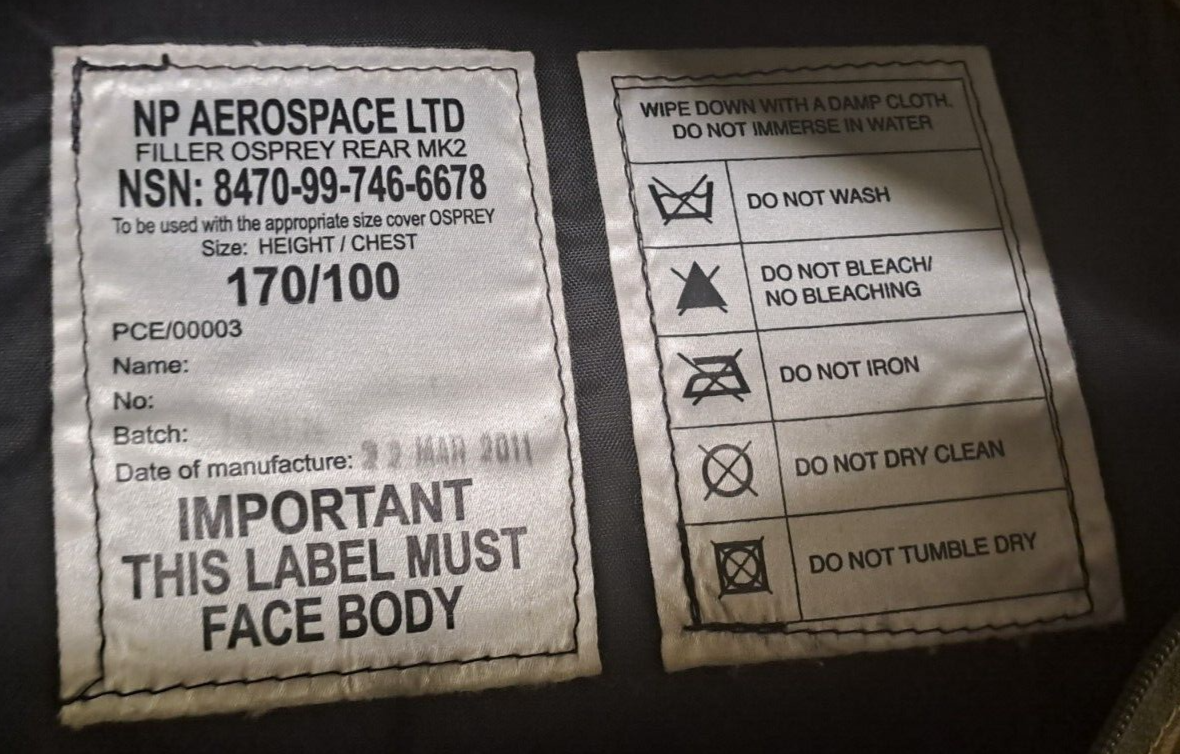 NP AEROSPACE LTD
FILLER OSPREY REAR MK2
NSN: 8470-99-746-6678
To be used with the appropriate size cover OSPREY
Size: HEIGHT / CHEST
170/100
PCE/00003
Name:
No:
Batch:
Date of manufacture: 22 MAR 2011
IMPORTANT
THIS LABEL MUST
FACE BODY
WIPE DOWN WITH A DAMP CLOTH.
DO NOT IMMERSE IN WATER
DO NOT WASH
DO NOT BLEACH/
NO BLEACHING
DO NOT IRON
DO NOT DRY CLEAN
DO NOT TUMBLE DRY